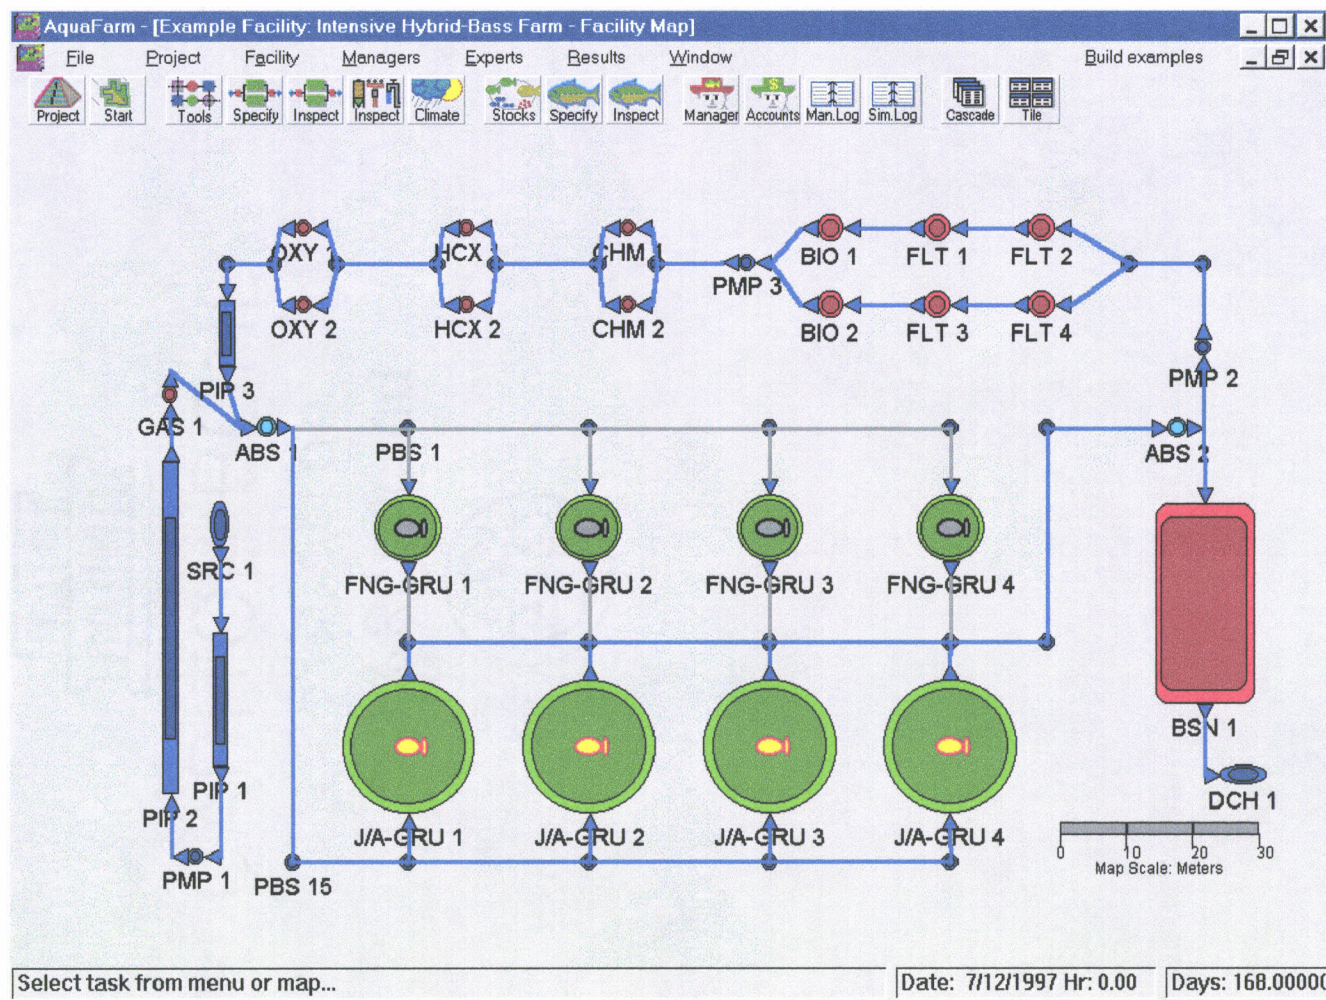 AquaFarm - [Example Facility: Intensive Hybrid-Bass Farm - Facility Map]
File Project Facility Managers Experts Results Window Build examples
Project Start Tools Specify Inspect Inspect Climate Stocks Specify Inspect Manager Accounts Man.Log Sim.Log Cascade Tile
OXY 1 HCX 1 CHM 1 BIO 1 FLT 1 FLT 2
PMP 3
OXY 2 HCX 2 CHM 2 BIO 2 FLT 3 FLT 4
PIP 3 PMP 2
GAS 1 ABS 1 PBS 1 ABS 2
SRC 1 FNG-GRU 1 FNG-GRU 2 FNG-GRU 3 FNG-GRU 4
BSN 1
PIP 1 DCH 1
PIP 2 J/A-GRU 1 J/A-GRU 2 J/A-GRU 3 J/A-GRU 4
0 10 20 30
Map Scale: Meters
PMP 1 PBS 15
Select task from menu or map... Date: 7/12/1997 Hr: 0.00 Days: 168.00000